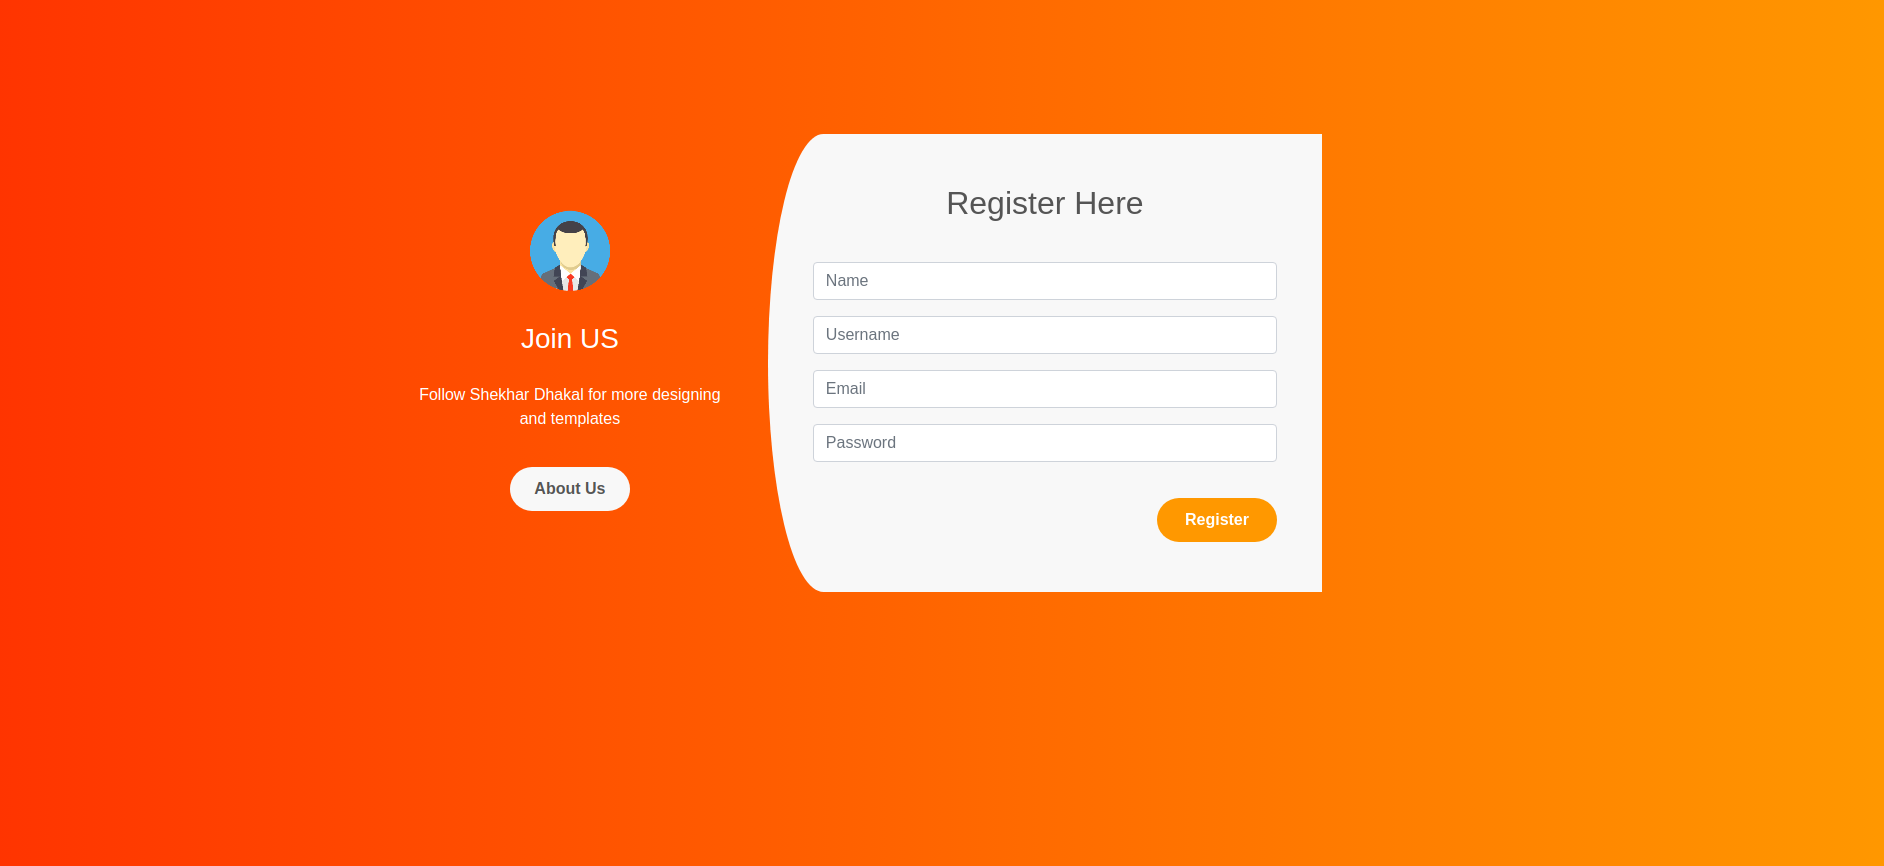 Join US
Follow Shekhar Dhakal for more designing
and templates
About Us
Register Here
Name
Username
Email
Password
Register